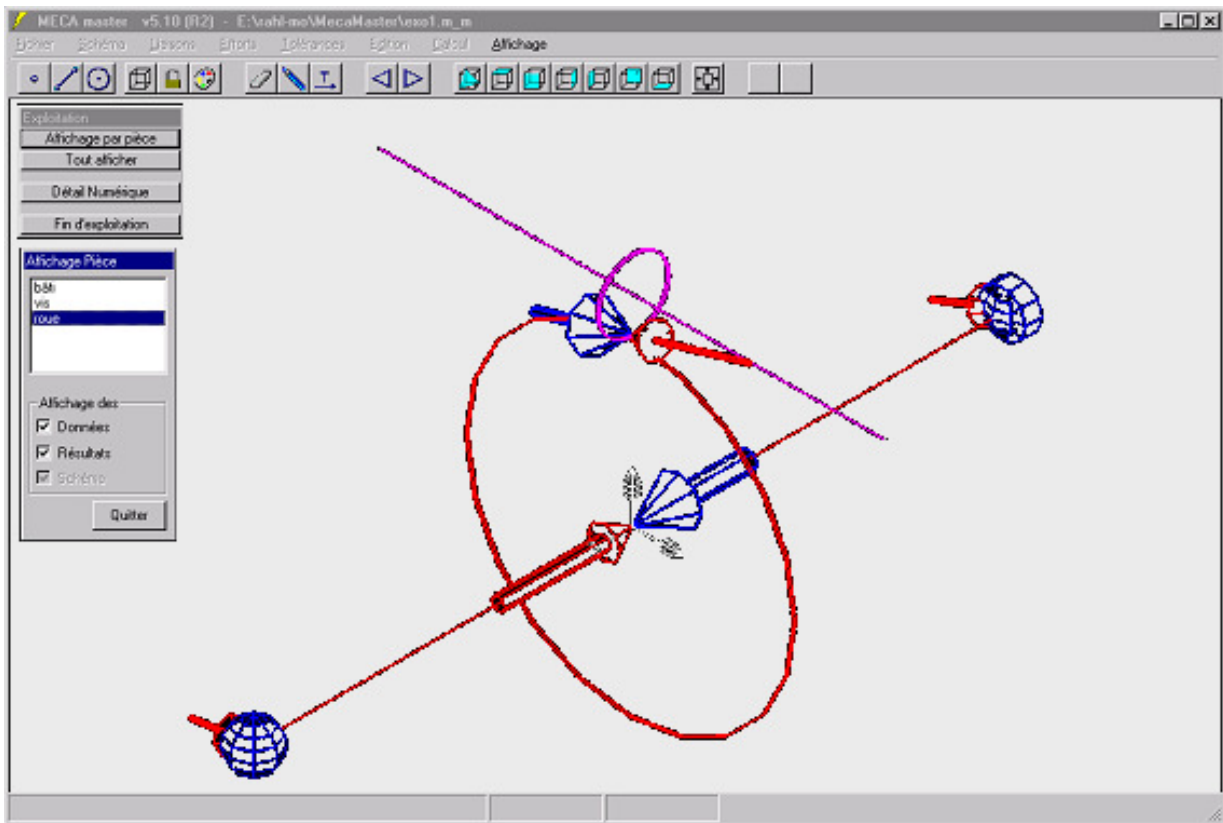 MECA master v5.10 (R2) - E:\rahl-mo\MecaMaster\exo1.m_m
Fichier Schéma Liaisons Efforts Tolérances Edition Calcul Affichage
Exploitation
Affichage par pièce
Tout afficher
Détail Numérique
Fin d'exploitation
Affichage Pièce
bâti
vis
roue
Affichage des
Données
Résultats
Schéma
Quitter